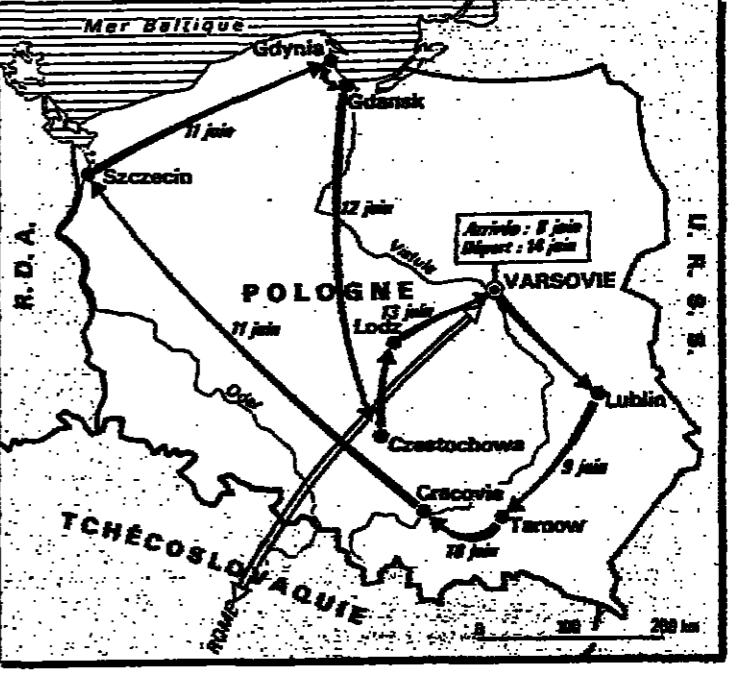 Mer Baltique
Gdynia
Gdansk
11 juin
Szczecin
12 juin
R. D. A.
U. R. S. S.
Arrivée : 8 juin
Départ : 14 juin
Vistule
VARSOVIE
POLOGNE
13 juin
Lodz
11 juin
Oder
Lublin
Czestochowa
9 juin
Cracovie
Tarnow
10 juin
TCHÉCOSLOVAQUIE
ROME
0 100 200 km